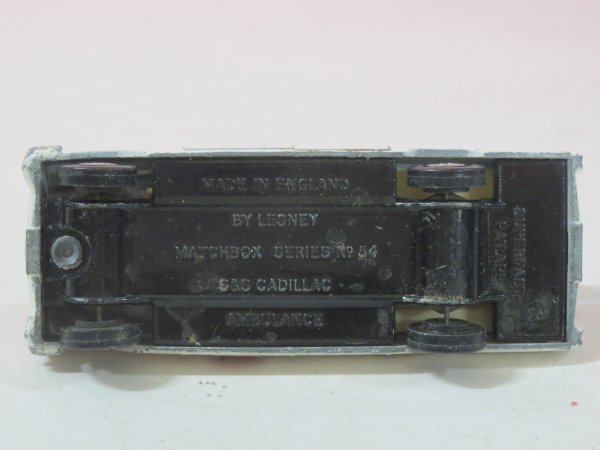 MADE IN ENGLAND
BY LESNEY
MATCHBOX SERIES Nº 54
S&S CADILLAC
AMBULANCE